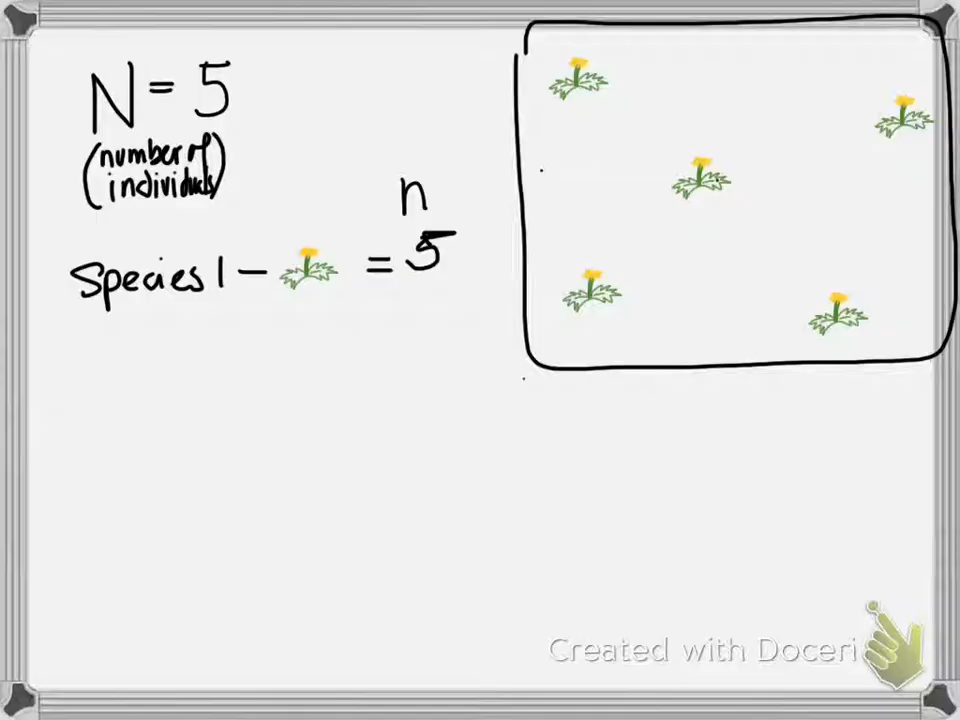 N = 5
(number of
individuals)
n
Species 1 – = 5
Created with Doceri